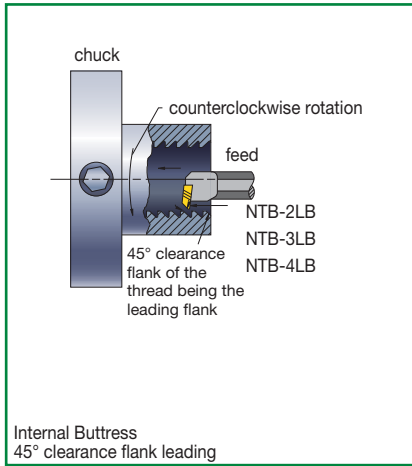 chuck
counterclockwise rotation
feed
NTB-2LB
NTB-3LB
NTB-4LB
45° clearance
flank of the
thread being the
leading flank
Internal Buttress
45° clearance flank leading